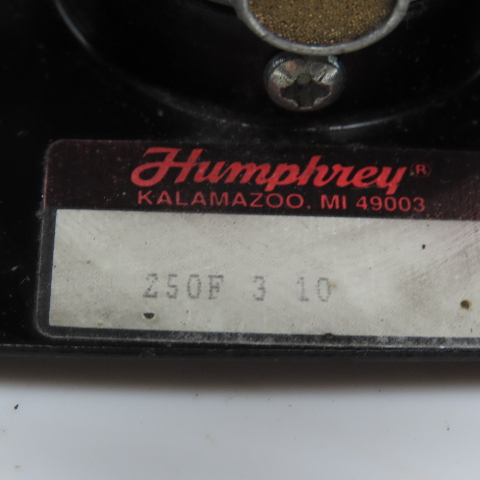 Humphrey®
KALAMAZOO, MI 49003
250F 3 10